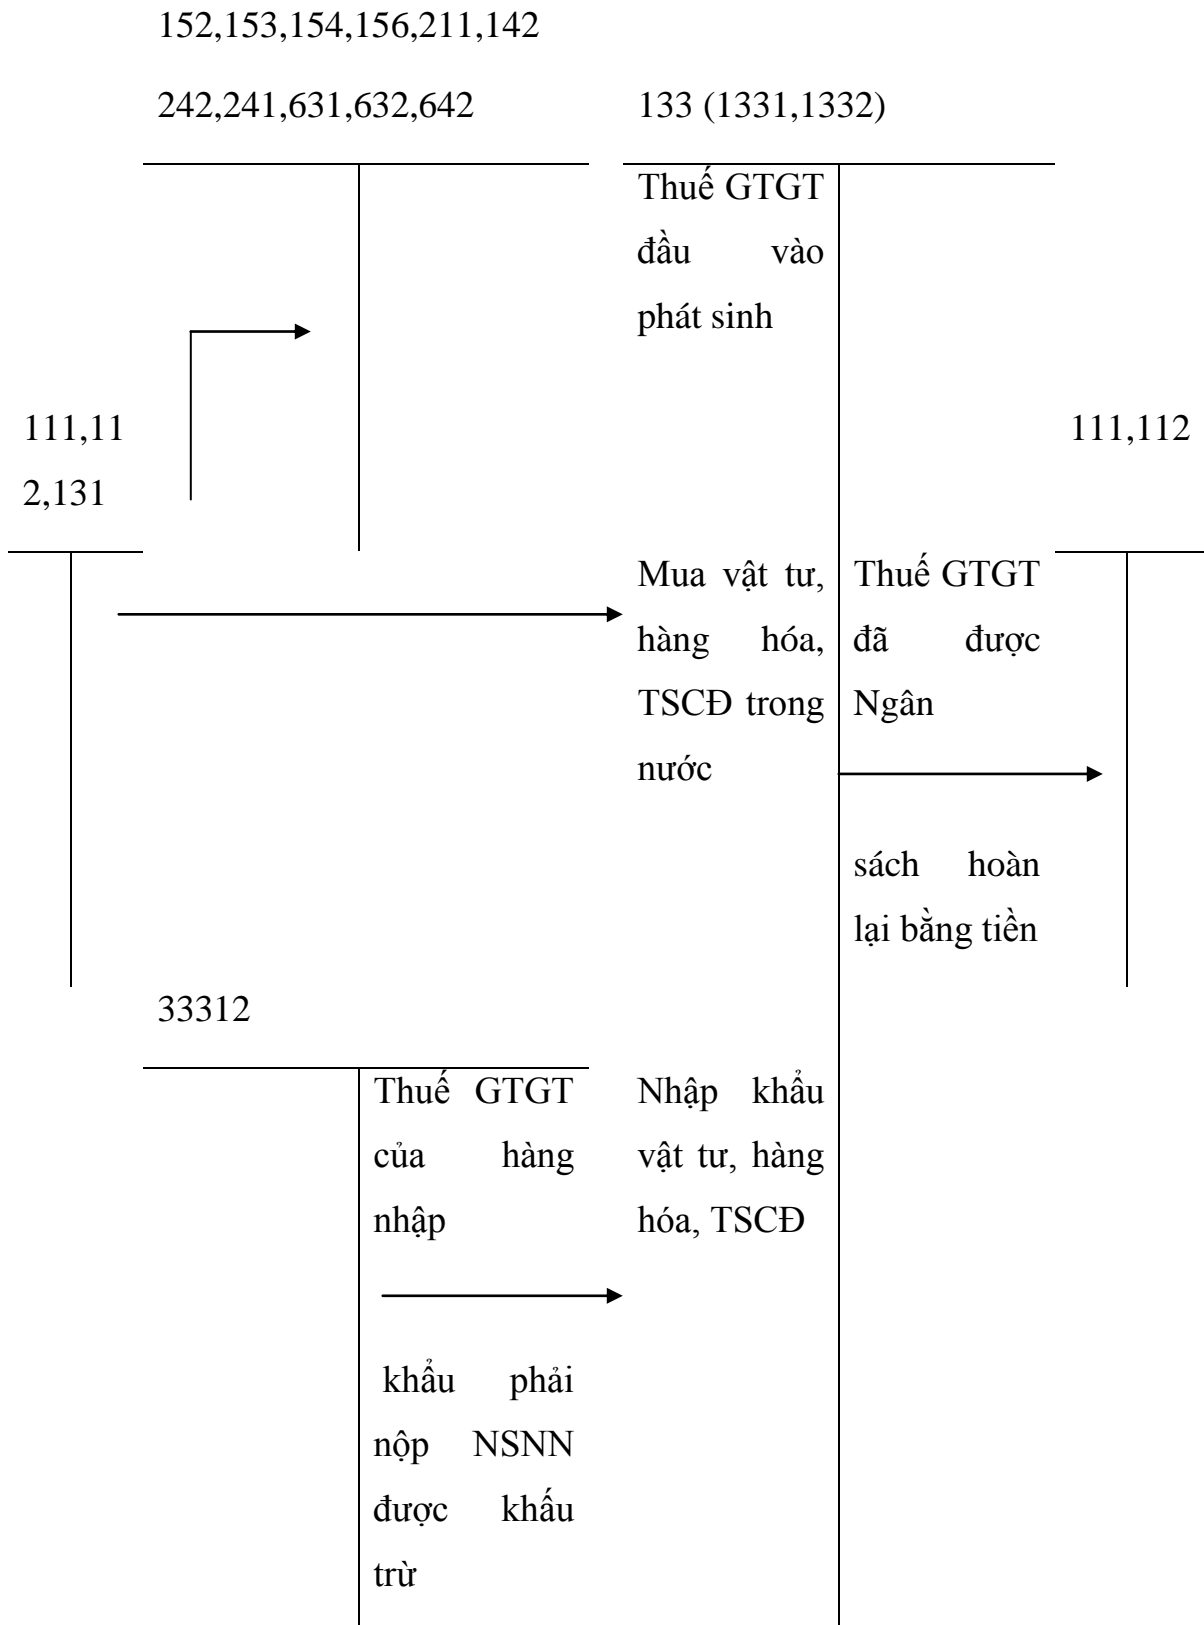 152,153,154,156,211,142
242,241,631,632,642
133 (1331,1332)
Thuế GTGT
đầu vào
phát sinh
111,11
2,131
111,112
Mua vật tư,
hàng hóa,
TSCĐ trong
nước
Thuế GTGT
đã được
Ngân
sách hoàn
lại bằng tiền
33312
Thuế GTGT
của hàng
nhập
khẩu phải
nộp NSNN
được khấu
trừ
Nhập khẩu
vật tư, hàng
hóa, TSCĐ